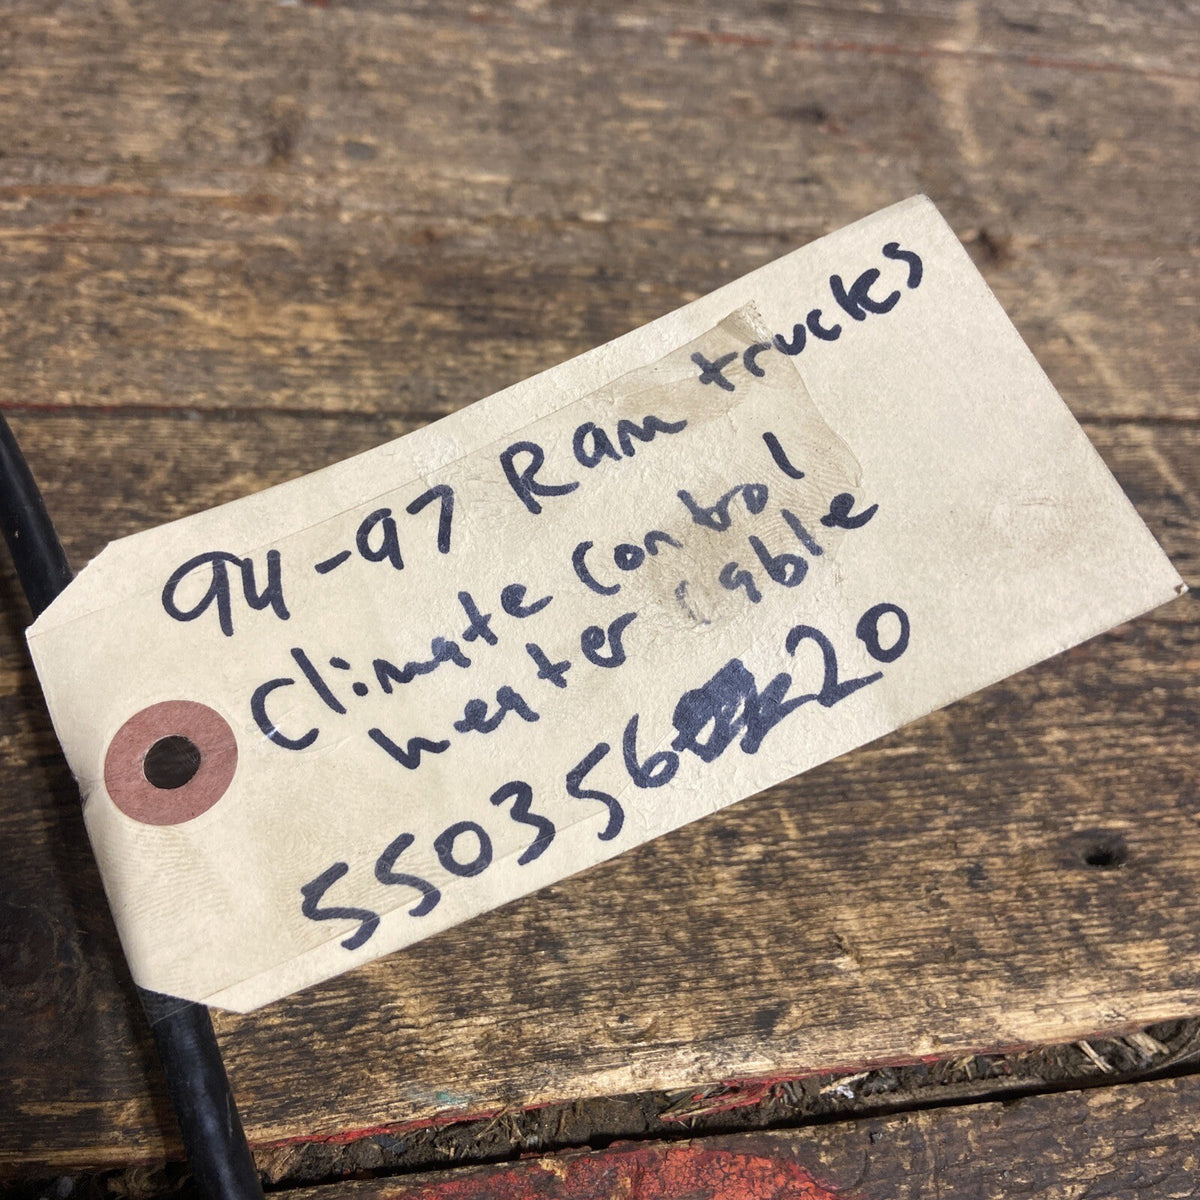 94-97 Ram trucks
Climate Control
heater cable
55035620